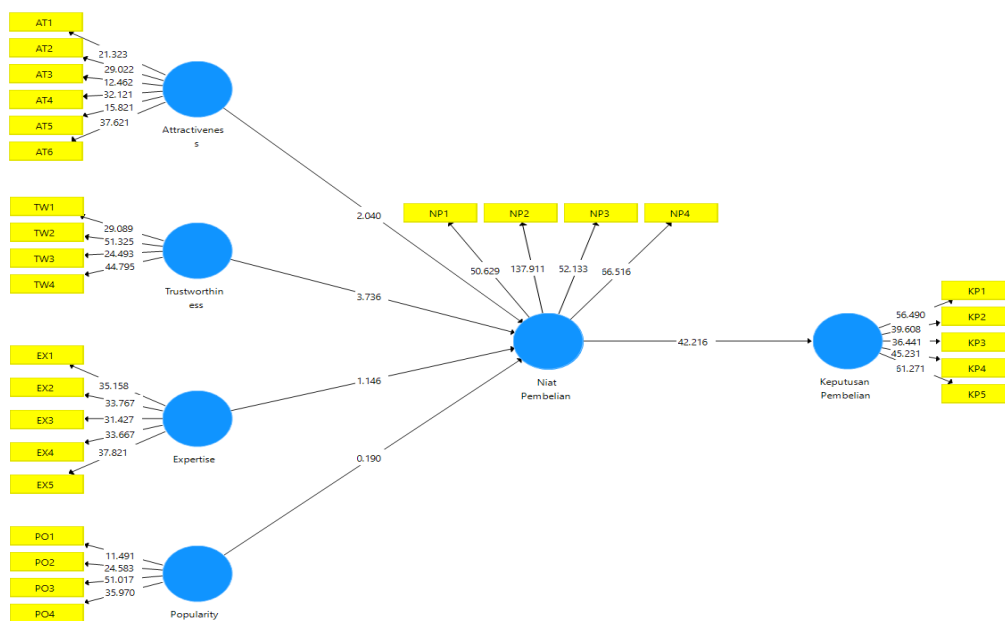 AT1
AT2
AT3
AT4
AT5
AT6
21.323
29.022
12.462
32.121
15.821
37.621
Attractivenes
s
TW1
TW2
TW3
TW4
29.089
51.325
24.493
44.795
Trustworthin
ess
EX1
EX2
EX3
EX4
EX5
35.158
33.767
31.427
33.667
37.821
Expertise
PO1
PO2
PO3
PO4
11.491
24.583
51.017
35.970
Popularity
2.040
3.736
1.146
0.190
NP1
NP2
NP3
NP4
50.629
137.911
52.133
66.516
Niat
Pembelian
42.216
Keputusan
Pembelian
56.490
39.608
36.441
45.231
61.271
KP1
KP2
KP3
KP4
KP5